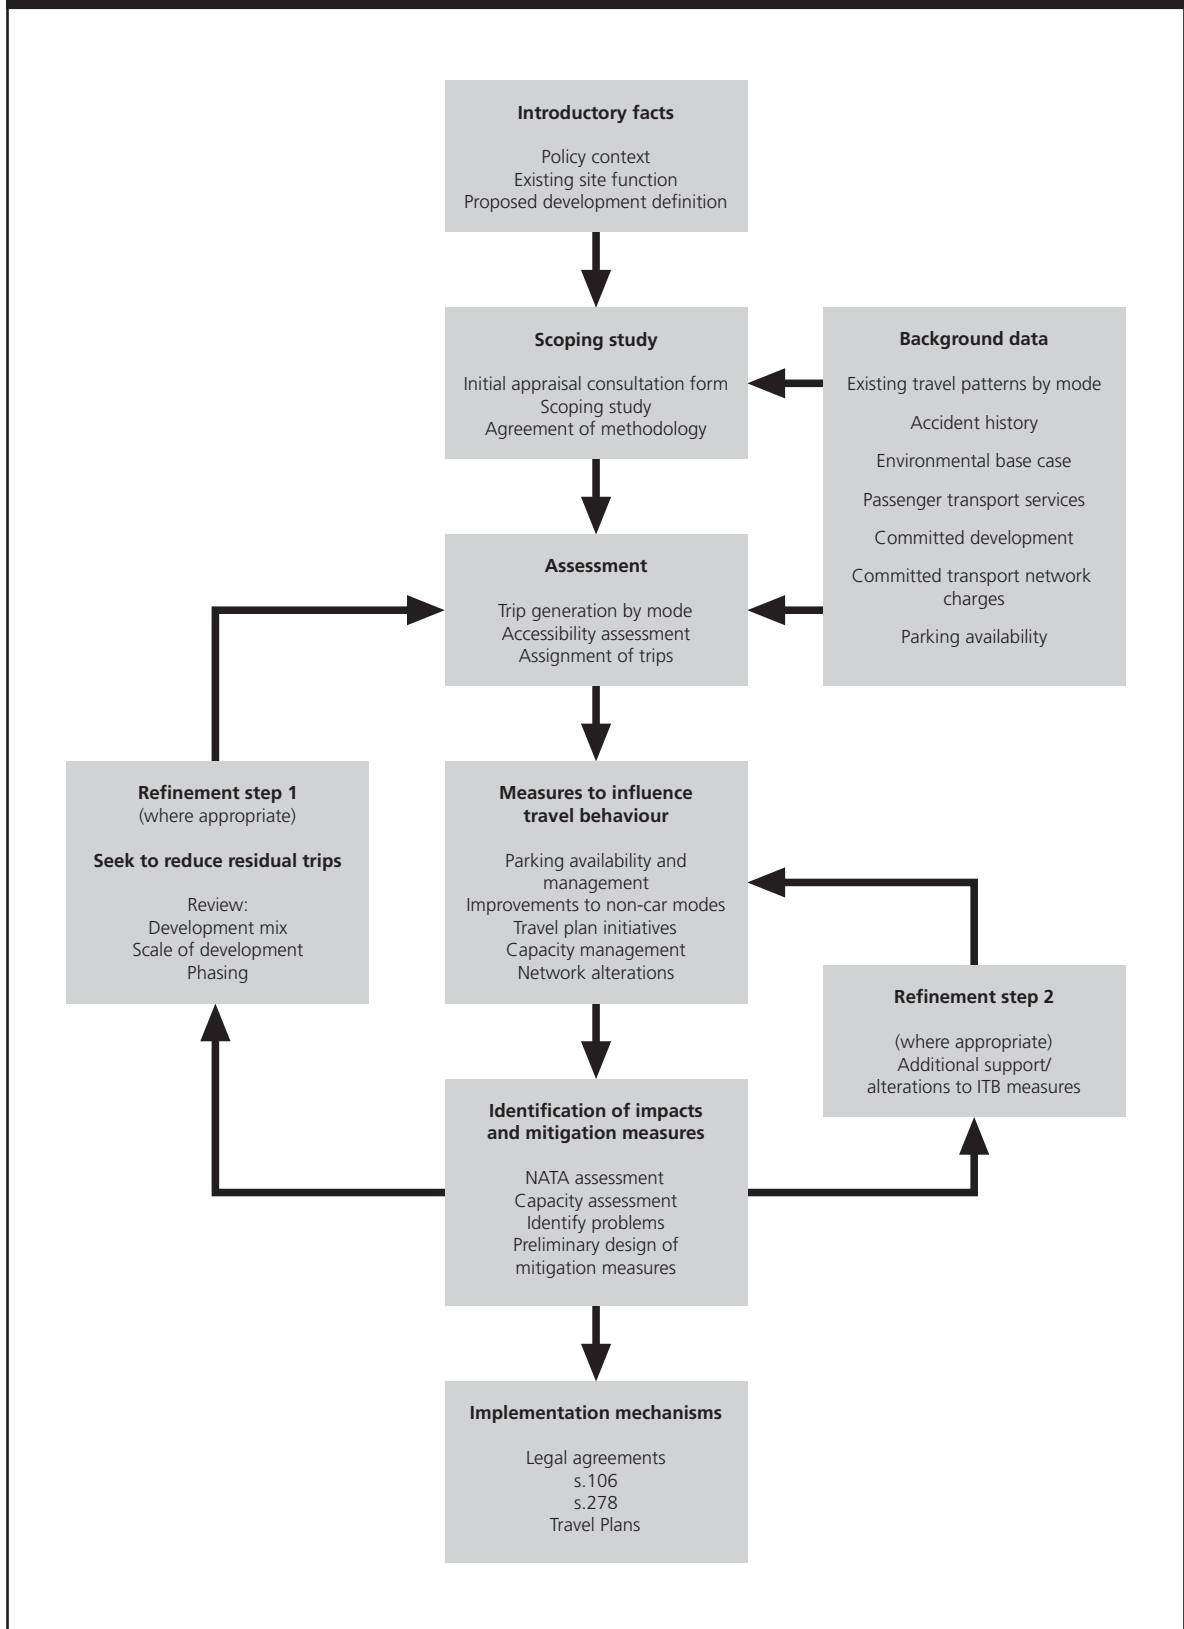 Introductory facts
Policy context
Existing site function
Proposed development definition
Scoping study
Initial appraisal consultation form
Scoping study
Agreement of methodology
Background data
Existing travel patterns by mode
Accident history
Environmental base case
Passenger transport services
Committed development
Committed transport network
charges
Parking availability
Assessment
Trip generation by mode
Accessibility assessment
Assignment of trips
Refinement step 1
(where appropriate)
Seek to reduce residual trips
Review:
Development mix
Scale of development
Phasing
Measures to influence
travel behaviour
Parking availability and
management
Improvements to non-car modes
Travel plan initiatives
Capacity management
Network alterations
Refinement step 2
(where appropriate)
Additional support/
alterations to ITB measures
Identification of impacts
and mitigation measures
NATA assessment
Capacity assessment
Identify problems
Preliminary design of
mitigation measures
Implementation mechanisms
Legal agreements
s.106
s.278
Travel Plans